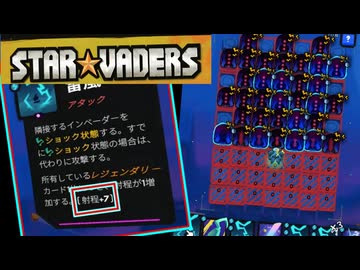 STAR★VADERS
雷風
アタック
隣接するインベーダーを
ショック状態する。すで
にショック状態の場合は、
代わりに攻撃する。
所有しているレジェンダリー
カード
射程が1増
加する。[射程+7]